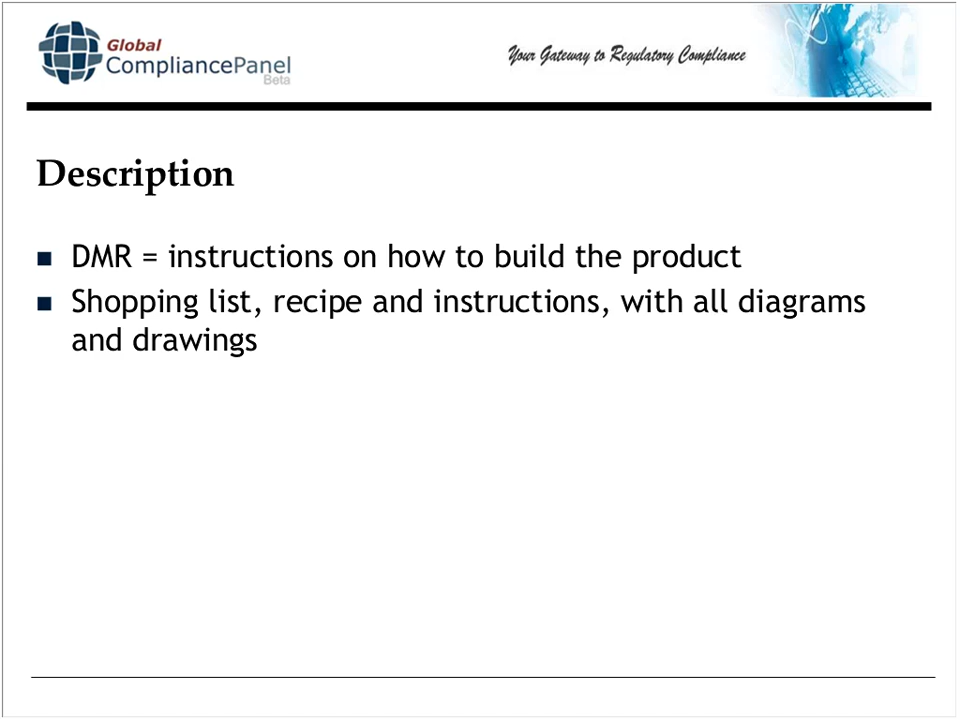 Global
CompliancePanel
Beta
Your Gateway to Regulatory Compliance
Description
DMR = instructions on how to build the product
Shopping list, recipe and instructions, with all diagrams
and drawings